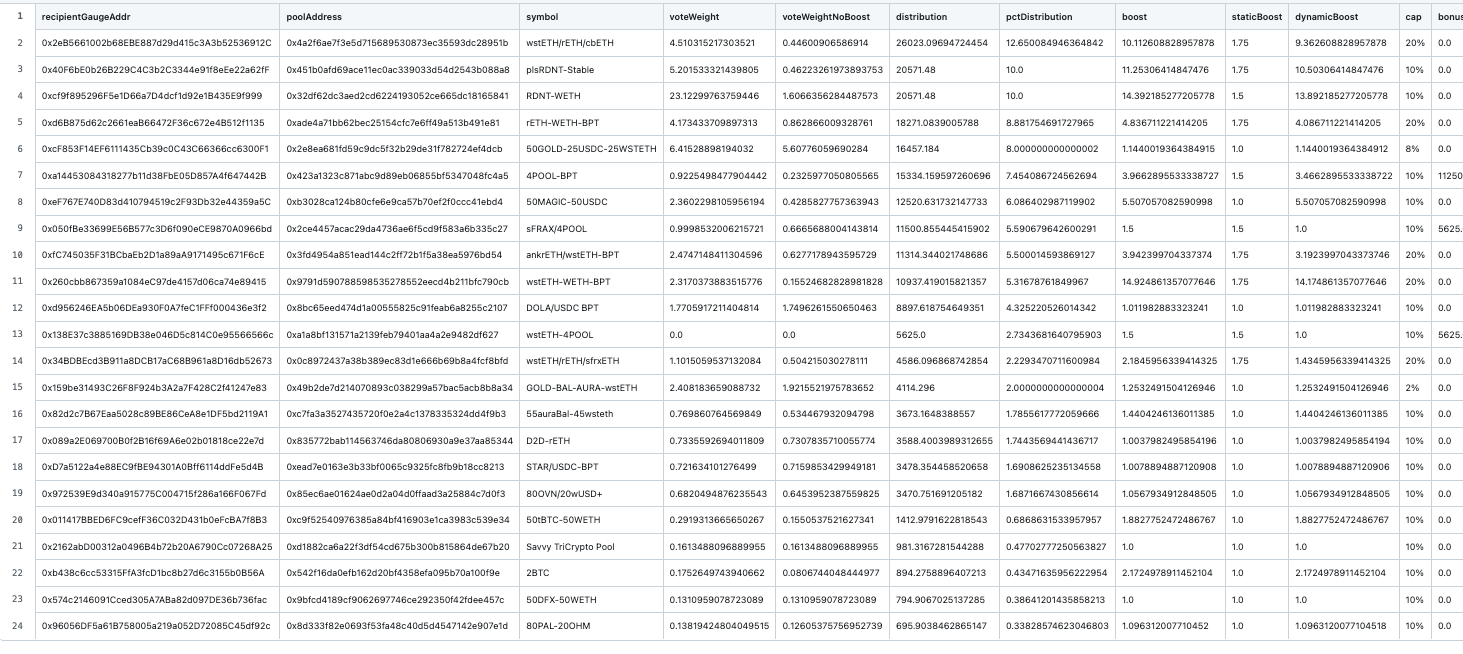 1 recipientGaugeAddr poolAddress symbol voteWeight voteWeightNoBoost distribution pctDistribution boost staticBoost dynamicBoost cap bonus
2 0x2eB5661002b68EBE887d29d415c3A3b52536912C 0x4a2f6ae7f3e5d715689530873ec35593dc28951b wstETH/rETH/cbETH 4.510315217303521 0.44600906586914 26023.09694724454 12.650084946364842 10.112608828957878 1.75 9.362608828957878 20% 0.0
3 0x40F6bE0b26B229C4C3b2C3344e91f8eEe22a62fF 0x451b0afd69ace11ec0ac339033d54d2543b088a8 plsRDNT-Stable 5.201533321439805 0.46223261973893753 20571.48 10.0 11.25306414847476 1.75 10.50306414847476 10% 0.0
4 0xcf9f895296F5e1D66a7D4dcf1d92e1B435E9f999 0x32df62dc3aed2cd6224193052ce665dc18165841 RDNT-WETH 23.12299763759446 1.6066356284487573 20571.48 10.0 14.392185277205778 1.5 13.892185277205778 10% 0.0
5 0xd6B875d62c2661eaB66472F36c672e4B512f1135 0xade4a71bb62bec25154cfc7e6ff49a513b491e81 rETH-WETH-BPT 4.173433709897313 0.862866009328761 18271.0839005788 8.881754691727965 4.836711221414205 1.75 4.086711221414205 20% 0.0
6 0xcF853F14EF6111435Cb39c0C43C66366cc6300F1 0x2e8ea681fd59c9dc5f32b29de31f782724ef4dcb 50GOLD-25USDC-25WSTETH 6.41528898194032 5.60776059690284 16457.184 8.000000000000002 1.1440019364384915 1.0 1.1440019364384912 8% 0.0
7 0xa14453084318277b11d38FbE05D857A4f647442B 0x423a1323c871abc9d89eb06855bf5347048fc4a5 4POOL-BPT 0.9225498477904442 0.2325977050805565 15334.159597260696 7.454086724562694 3.9662895533338727 1.5 3.4662895533338722 10% 11250
8 0xeF767E740D83d410794519c2F93Db32e44359a5C 0xb3028ca124b80cfe6e9ca57b70ef2f0ccc41ebd4 50MAGIC-50USDC 2.3602298105956194 0.4285827757363943 12520.631732147733 6.086402987119902 5.507057082590998 1.0 5.507057082590998 10% 0.0
9 0x050fBe33699E56B577c3D6f090eCE9870A0966bd 0x2ce4457acac29da4736ae6f5cd9f583a6b335c27 sFRAX/4POOL 0.9998532006215721 0.6665688004143814 11500.855445415902 5.590679642600291 1.5 1.5 1.0 10% 5625.
10 0xfC745035F31BCbaEb2D1a89aA9171495c671F6cE 0x3fd4954a851ead144c2ff72b1f5a38ea5976bd54 ankrETH/wstETH-BPT 2.4747148411304596 0.6277178943595729 11314.344021748686 5.500014593869127 3.942399704337374 1.75 3.1923997043373746 20% 0.0
11 0x260cbb867359a1084eC97de4157d06ca74e89415 0x9791d590788598535278552eecd4b211bfc790cb wstETH-WETH-BPT 2.3170373883515776 0.15524682828981828 10937.419015821357 5.31678761849967 14.924861357077646 1.75 14.174861357077646 20% 0.0
12 0xd956246EA5b06DEa930F0A7feC1FFf000436e3f2 0x8bc65eed474d1a00555825c91feab6a8255c2107 DOLA/USDC BPT 1.7705917211404814 1.7496261550650463 8897.618754649351 4.325220526014342 1.011982883323241 1.0 1.011982883323241 10% 0.0
13 0x138E37c3885169DB38e046D5c814C0e95566566c 0xa1a8bf131571a2139feb79401aa4a2e9482df627 wstETH-4POOL 0.0 0.0 5625.0 2.7343681640795903 1.5 1.5 1.0 10% 5625.
14 0x34BDBEcd3B911a8DCB17aC68B961a8D16db52673 0x0c8972437a38b389ec83d1e666b69b8a4fcf8bfd wstETH/rETH/sfrxETH 1.1015059537132084 0.504215030278111 4586.096868742854 2.2293470711600984 2.1845956339414325 1.75 1.4345956339414325 20% 0.0
15 0x159be31493C26F8F924b3A2a7F428C2f41247e83 0x49b2de7d214070893c038299a57bac5acb8b8a34 GOLD-BAL-AURA-wstETH 2.408183659088732 1.9215521975783652 4114.296 2.0000000000000004 1.2532491504126946 1.0 1.2532491504126946 2% 0.0
16 0x82d2c7B67Eaa5028c89BE86CeA8e1DF5bd2119A1 0xc7fa3a3527435720f0e2a4c1378335324dd4f9b3 55auraBal-45wsteth 0.769860764569849 0.534467932094798 3673.1648388557 1.7855617772059666 1.4404246136011385 1.0 1.4404246136011385 10% 0.0
17 0x089a2E069700B0f2B16f69A6e02b01818ce22e7d 0x835772bab114563746da80806930a9e37aa85344 D2D-rETH 0.7335592694011809 0.7307835710055774 3588.4003989312655 1.7443569441436717 1.0037982495854196 1.0 1.0037982495854194 10% 0.0
18 0xD7a5122a4e88EC9fBE94301A0Bff6114ddFe5d4B 0xead7e0163e3b33bf0065c9325fc8fb9b18cc8213 STAR/USDC-BPT 0.721634101276499 0.7159853429949181 3478.354458520658 1.6908625235134558 1.0078894887120908 1.0 1.0078894887120906 10% 0.0
19 0x972539E9d340a915775C004715f286a166F067Fd 0x85ec6ae01624ae0d2a04d0ffaad3a25884c7d0f3 80OVN/20wUSD+ 0.6820494876235543 0.6453952387559825 3470.751691205182 1.6871667430856614 1.0567934912848505 1.0 1.0567934912848505 10% 0.0
20 0x011417BBED6FC9cefF36C032D431b0eFcBA7f8B3 0xc9f52540976385a84bf416903e1ca3983c539e34 50tBTC-50WETH 0.2919313665650267 0.1550537521627341 1412.9791622818543 0.6868631533957957 1.8827752472486767 1.0 1.8827752472486767 10% 0.0
21 0x2162abD00312a0496B4b72b20A6790Cc07268A25 0xd1882ca6a22f3df54cd675b300b815864de67b20 Savvy TriCrypto Pool 0.1613488096889955 0.1613488096889955 981.3167281544288 0.47702777250563827 1.0 1.0 1.0 10% 0.0
22 0xb438c6cc53315FfA3fcD1bc8b27d6c3155b0B56A 0x542f16da0efb162d20bf4358efa095b70a100f9e 2BTC 0.1752649743940662 0.0806744048444977 894.2758896407213 0.43471635956222954 2.1724978911452104 1.0 2.1724978911452104 10% 0.0
23 0x574c2146091Cced305A7ABa82d097DE36b736fac 0x9bfcd4189cf9062697746ce292350f42fdee457c 50DFX-50WETH 0.1310959078723089 0.1310959078723089 794.9067025137285 0.38641201435858213 1.0 1.0 1.0 10% 0.0
24 0x96056DF5a61B758005a219a052D72085C45df92c 0x8d333f82e0693f53fa48c40d5d4547142e907e1d 80PAL-20OHM 0.13819424804049515 0.12605375756952739 695.9038462865147 0.33828574623046803 1.096312007710452 1.0 1.0963120077104518 10% 0.0